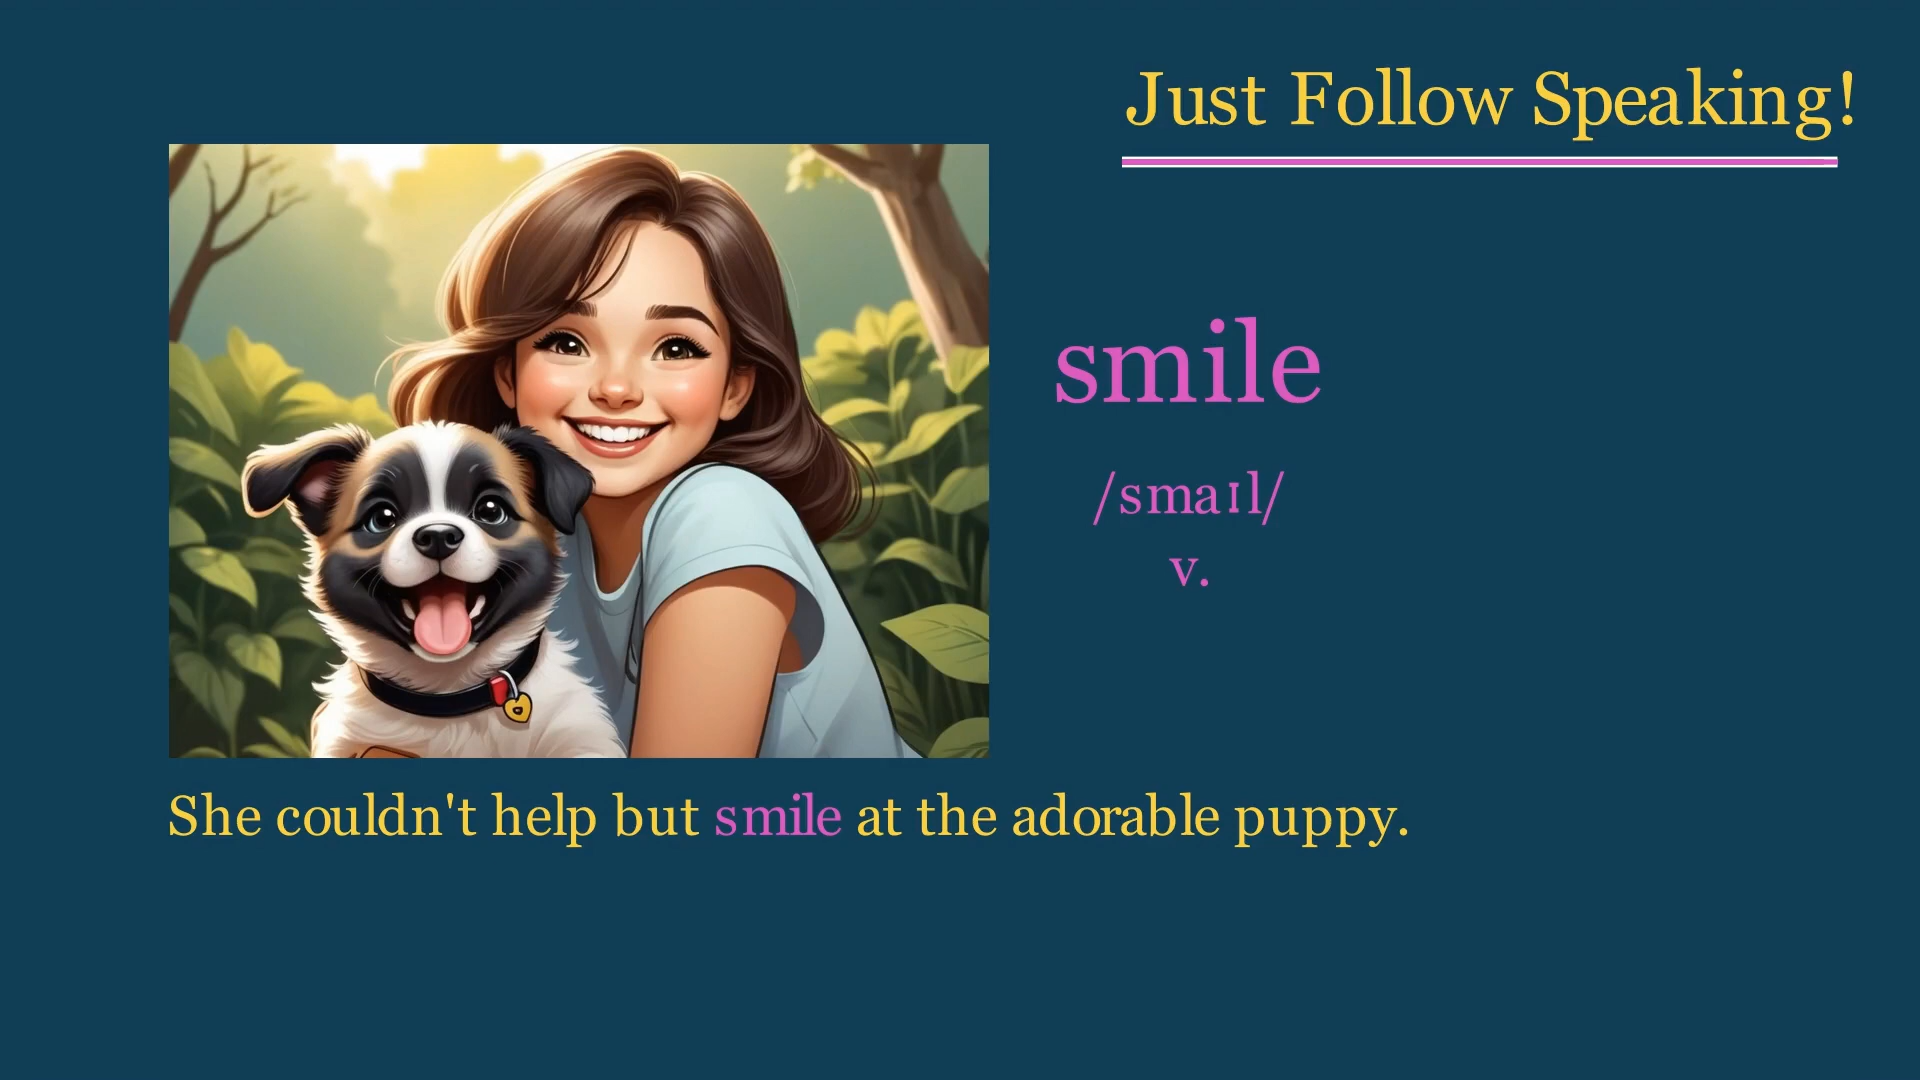 Just Follow Speaking!
smile
/smaɪl/
v.
She couldn't help but smile at the adorable puppy.